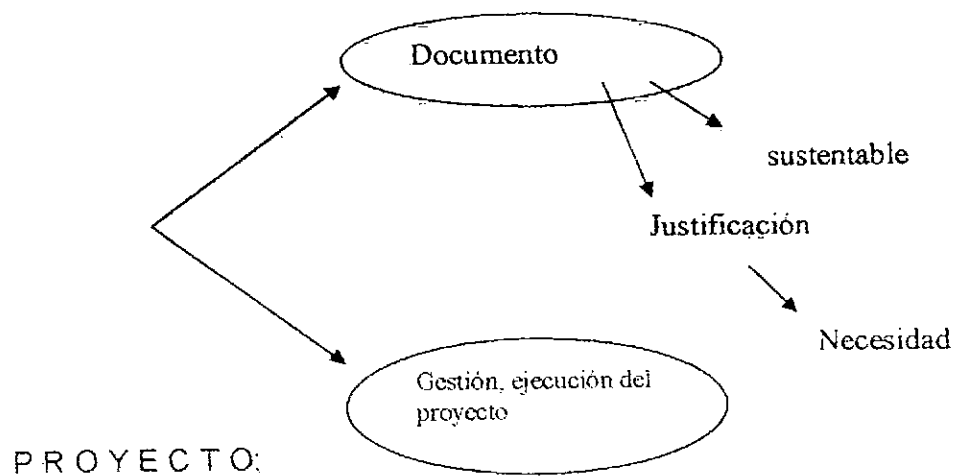 Documento
sustentable
Justificación
Necesidad
Gestión, ejecución del
proyecto
PROYECTO: